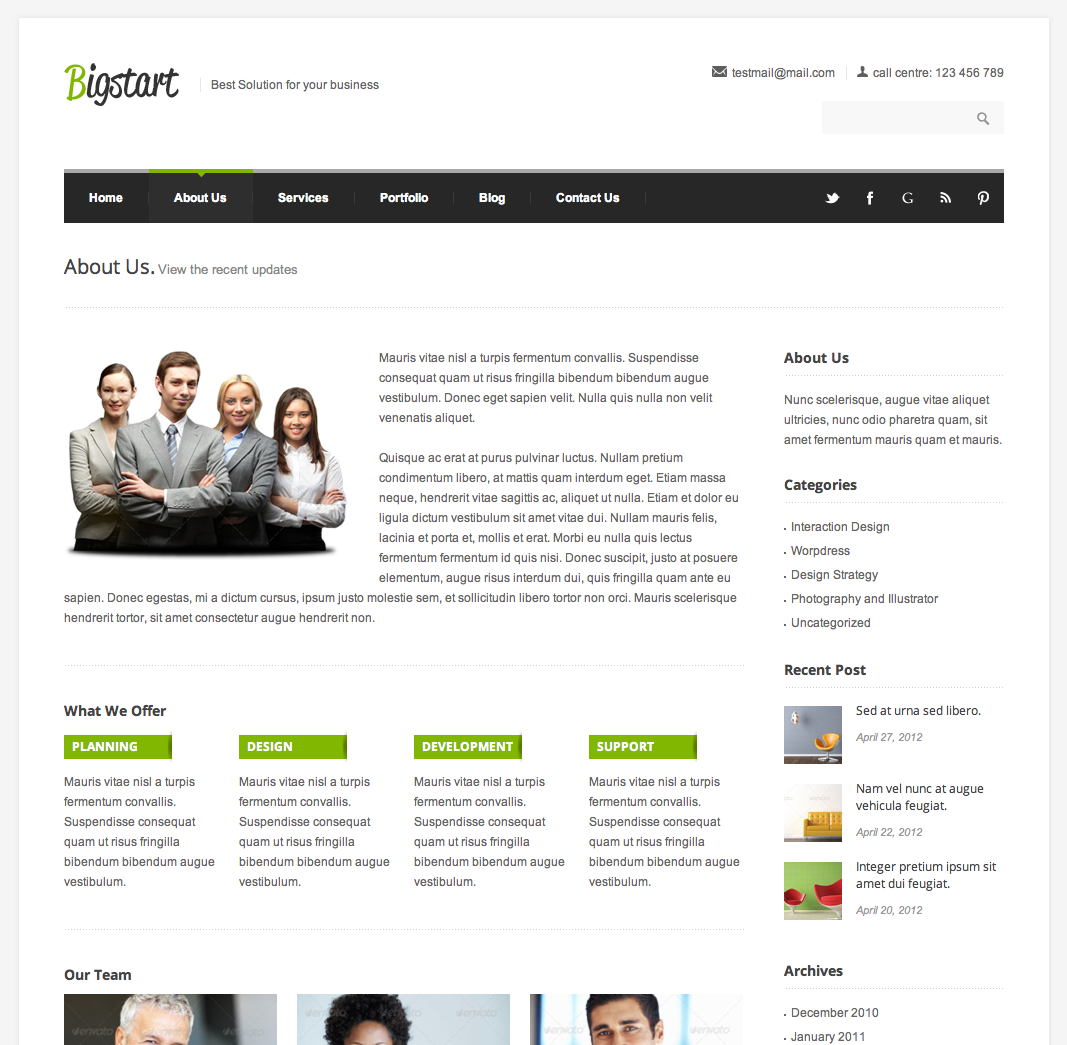 Bigstart
Best Solution for your business
testmail@mail.com
call centre: 123 456 789
Home
About Us
Services
Portfolio
Blog
Contact Us
About Us. View the recent updates
Mauris vitae nisl a turpis fermentum convallis. Suspendisse
consequat quam ut risus fringilla bibendum bibendum augue
vestibulum. Donec eget sapien velit. Nulla quis nulla non velit
venenatis aliquet.
Quisque ac erat at purus pulvinar luctus. Nullam pretium
condimentum libero, at mattis quam interdum eget. Etiam massa
neque, hendrerit vitae sagittis ac, aliquet ut nulla. Etiam et dolor eu
ligula dictum vestibulum sit amet vitae dui. Nullam mauris felis,
lacinia et porta et, mollis et erat. Morbi eu nulla quis lectus
fermentum fermentum id quis nisi. Donec suscipit, justo at posuere
elementum, augue risus interdum dui, quis fringilla quam ante eu
sapien. Donec egestas, mi a dictum cursus, ipsum justo molestie sem, et sollicitudin libero tortor non orci. Mauris scelerisque
hendrerit tortor, sit amet consectetur augue hendrerit non.
What We Offer
PLANNING
Mauris vitae nisl a turpis
fermentum convallis.
Suspendisse consequat
quam ut risus fringilla
bibendum bibendum augue
vestibulum.
DESIGN
Mauris vitae nisl a turpis
fermentum convallis.
Suspendisse consequat
quam ut risus fringilla
bibendum bibendum augue
vestibulum.
DEVELOPMENT
Mauris vitae nisl a turpis
fermentum convallis.
Suspendisse consequat
quam ut risus fringilla
bibendum bibendum augue
vestibulum.
SUPPORT
Mauris vitae nisl a turpis
fermentum convallis.
Suspendisse consequat
quam ut risus fringilla
bibendum bibendum augue
vestibulum.
Our Team
envato
envato
envato
envato
envato
envato
About Us
Nunc scelerisque, augue vitae aliquet
ultricies, nunc odio pharetra quam, sit
amet fermentum mauris quam et mauris.
Categories
Interaction Design
Worpdress
Design Strategy
Photography and Illustrator
Uncategorized
Recent Post
Sed at urna sed libero.
April 27, 2012
Nam vel nunc at augue
vehicula feugiat.
April 22, 2012
Integer pretium ipsum sit
amet dui feugiat.
April 20, 2012
Archives
December 2010
January 2011